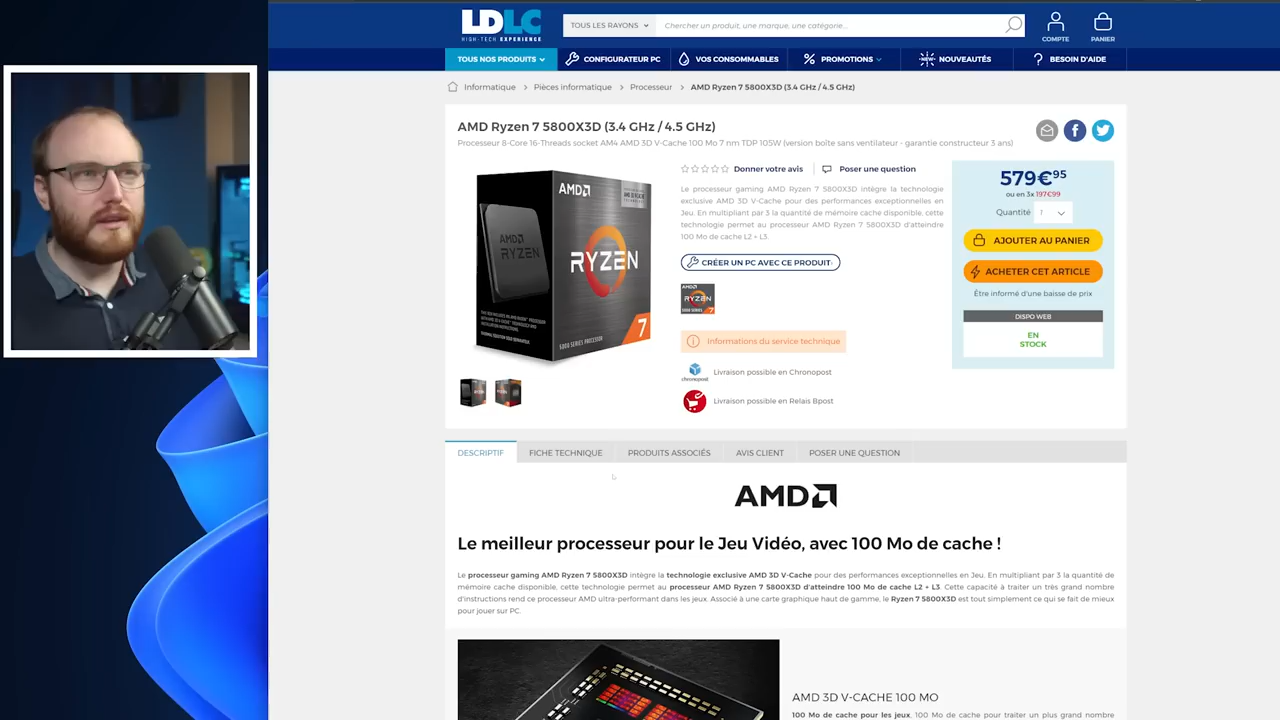 LDLC
HIGH-TECH EXPERIENCE
TOUS LES RAYONS
Chercher un produit, une marque, une catégorie...
COMPTE
PANIER
TOUS NOS PRODUITS
CONFIGURATEUR PC
VOS CONSOMMABLES
PROMOTIONS
NEW
NOUVEAUTÉS
BESOIN D'AIDE
Informatique
Pièces informatique
Processeur
AMD Ryzen 7 5800X3D (3.4 GHz / 4.5 GHz)
AMD Ryzen 7 5800X3D (3.4 GHz / 4.5 GHz)
Processeur 8-Core 16-Threads socket AM4 AMD 3D V-Cache 100 Mo 7 nm TDP 105W (version boîte sans ventilateur - garantie constructeur 3 ans)
AMD
AMD
RYZEN
RYZEN
7
5000 SERIES PROCESSOR
Donner votre avis
Poser une question
Le processeur gaming AMD Ryzen 7 5800X3D intègre la technologie
exclusive AMD 3D V-Cache pour des performances exceptionnelles en
Jeu. En multipliant par 3 la quantité de mémoire cache disponible, cette
technologie permet au processeur AMD Ryzen 7 5800X3D d'atteindre
100 Mo de cache L2 + L3.
CRÉER UN PC AVEC CE PRODUIT
AMD
RYZEN
7
Informations du service technique
chronopost
Livraison possible en Chronopost
Livraison possible en Relais Bpost
579€95
ou en 3x 197€99
Quantité
1
AJOUTER AU PANIER
ACHETER CET ARTICLE
Être informé d'une baisse de prix
DISPO WEB
EN
STOCK
DESCRIPTIF
FICHE TECHNIQUE
PRODUITS ASSOCIÉS
AVIS CLIENT
POSER UNE QUESTION
AMD
Le meilleur processeur pour le Jeu Vidéo, avec 100 Mo de cache !
Le processeur gaming AMD Ryzen 7 5800X3D intègre la technologie exclusive AMD 3D V-Cache pour des performances exceptionnelles en Jeu. En multipliant par 3 la quantité de
mémoire cache disponible, cette technologie permet au processeur AMD Ryzen 7 5800X3D d'atteindre 100 Mo de cache L2 + L3. Cette capacité à traiter un très grand nombre
d'instructions rend ce processeur AMD ultra-performant dans les jeux. Associé à une carte graphique haut de gamme, le Ryzen 7 5800X3D est tout simplement ce qui se fait de mieux
pour jouer sur PC.
AMD 3D V-CACHE 100 MO
100 Mo de cache pour les jeux. 100 Mo de cache pour traiter un plus grand nombre